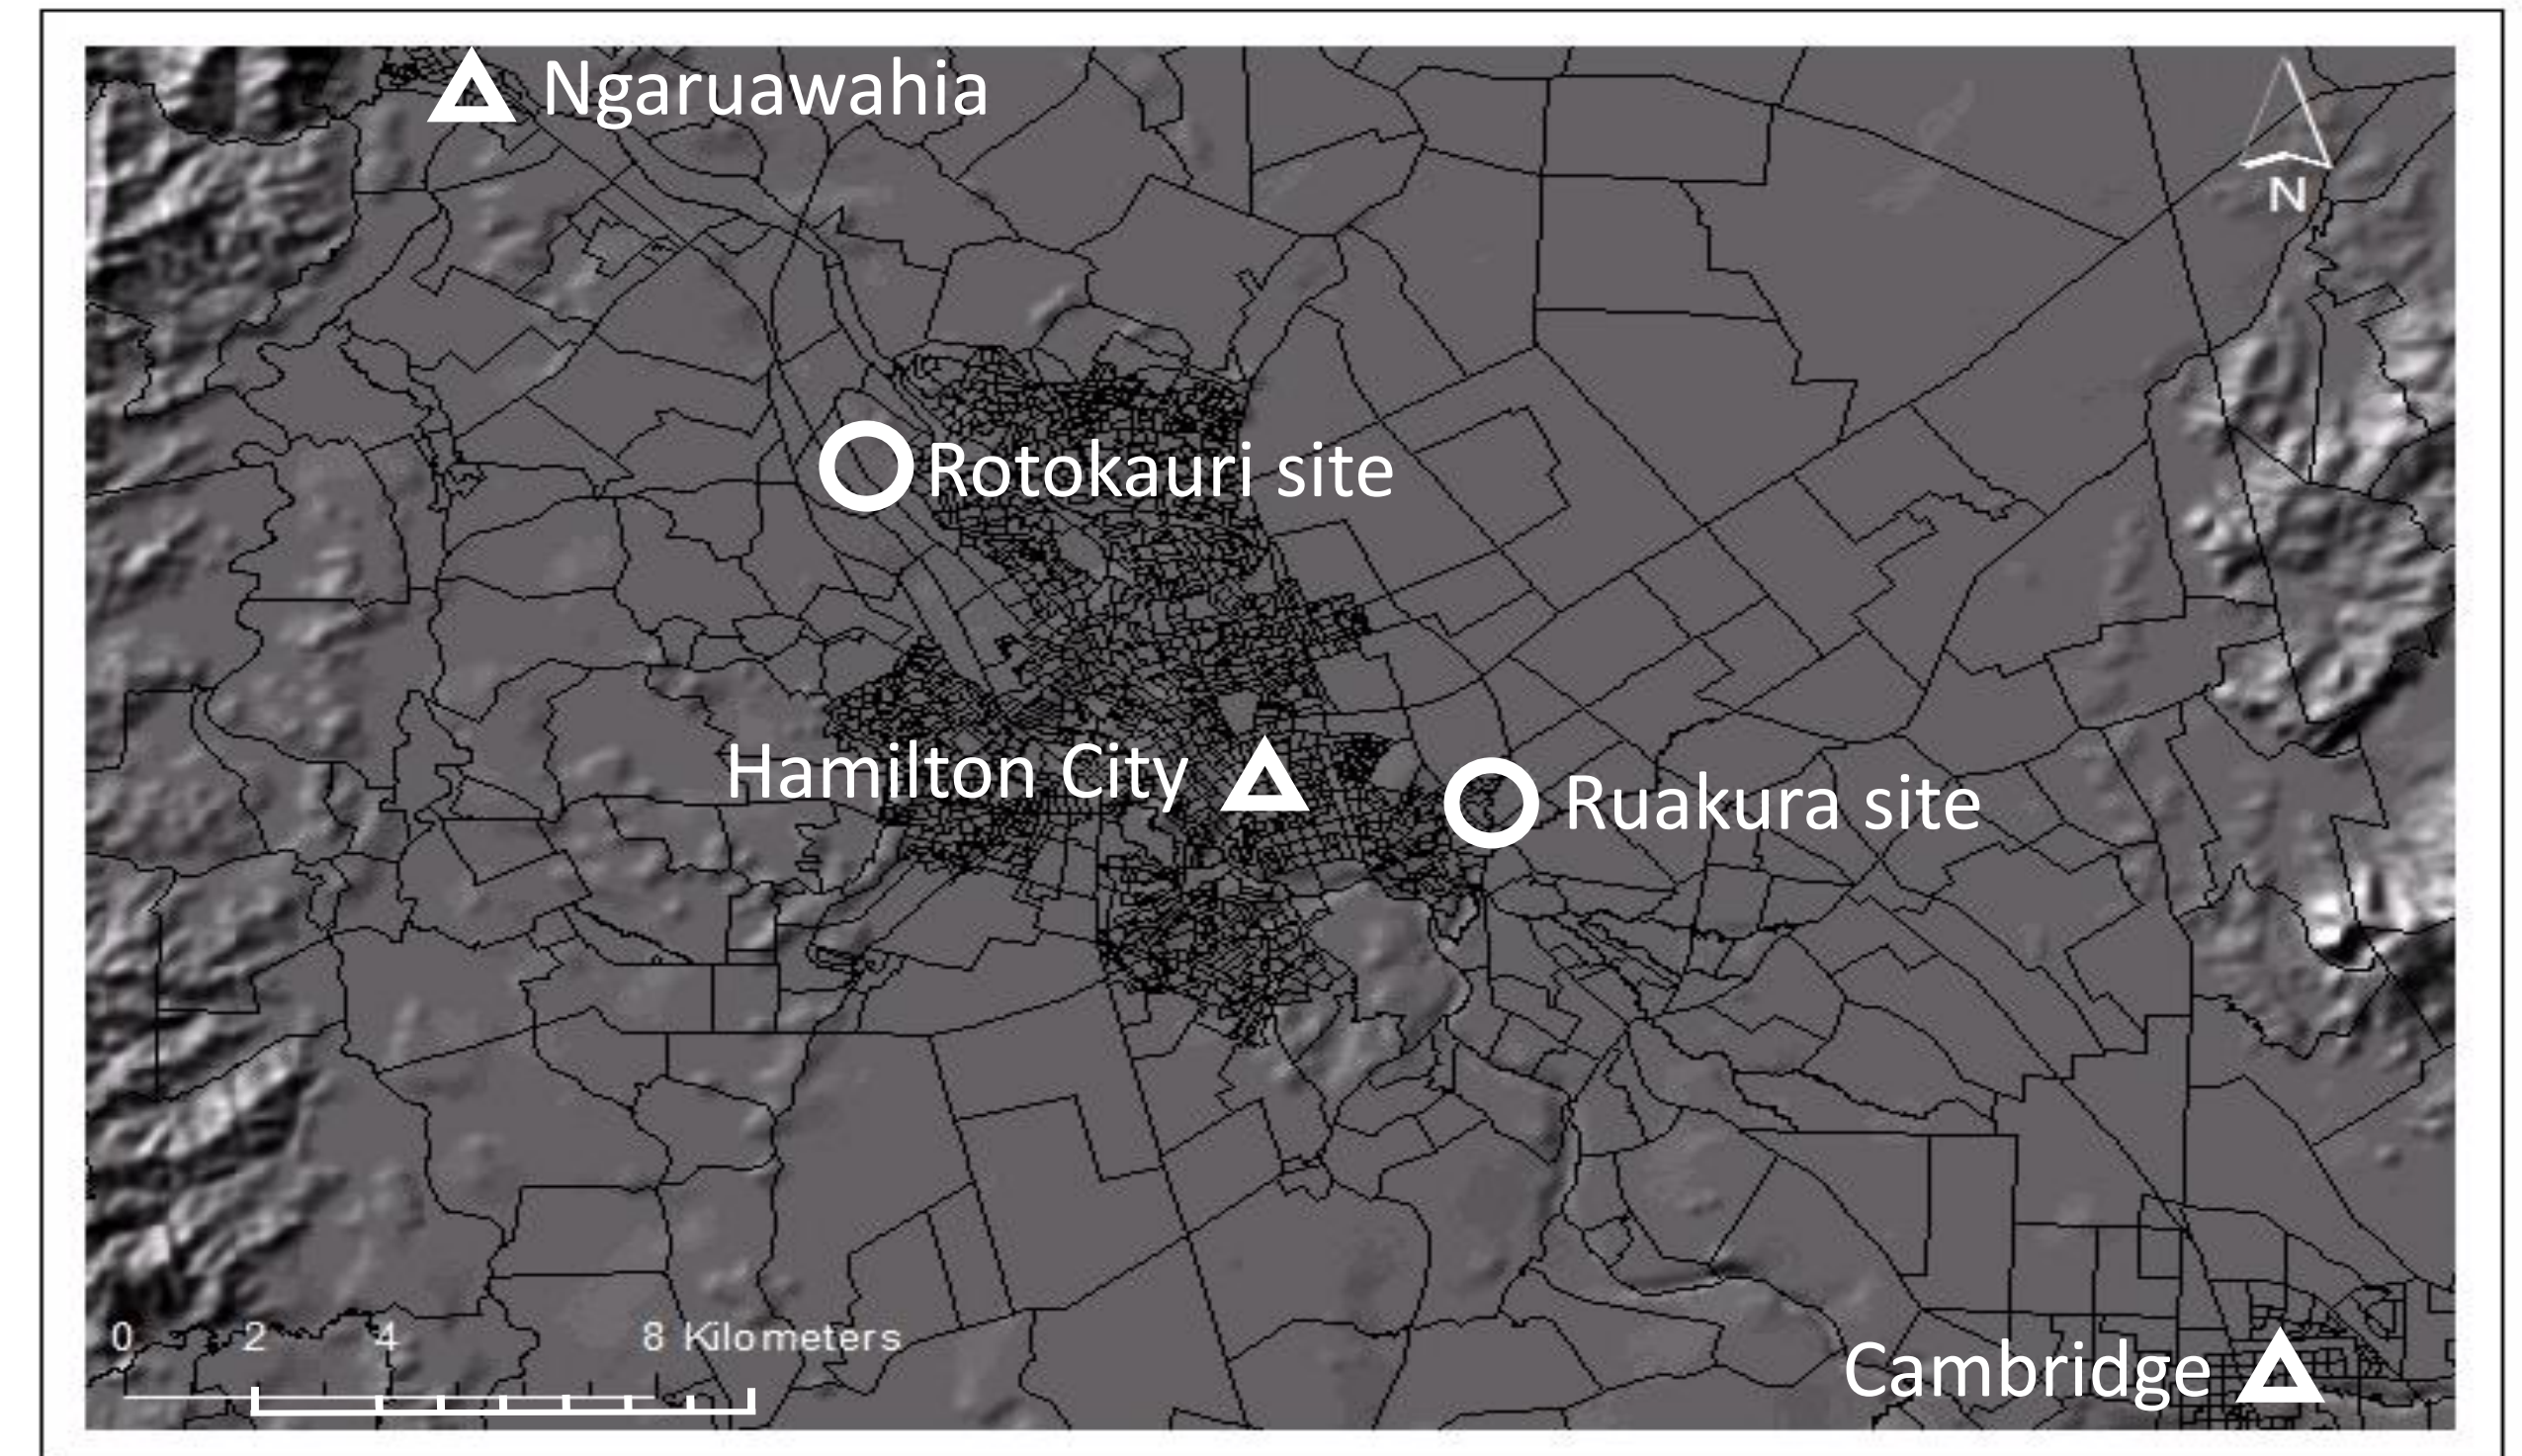 Ngaruawahia
N
Rotokauri site
Hamilton City
Ruakura site
0 2 4 8 Kilometers
Cambridge